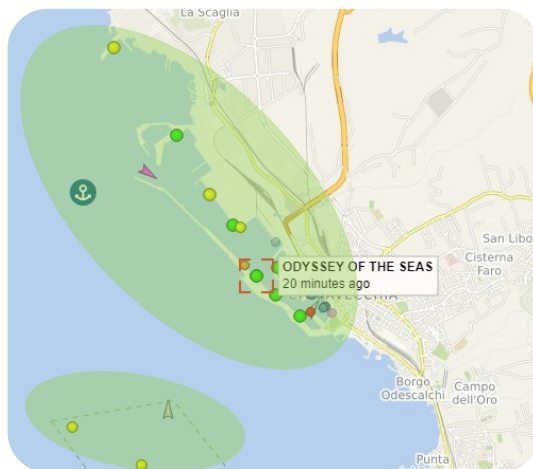 La Scaglia
San Libo
Cisterna
Faro
ODYSSEY OF THE SEAS
20 minutes ago
Borgo
Odescalchi
Campo
dell'Oro
Punta